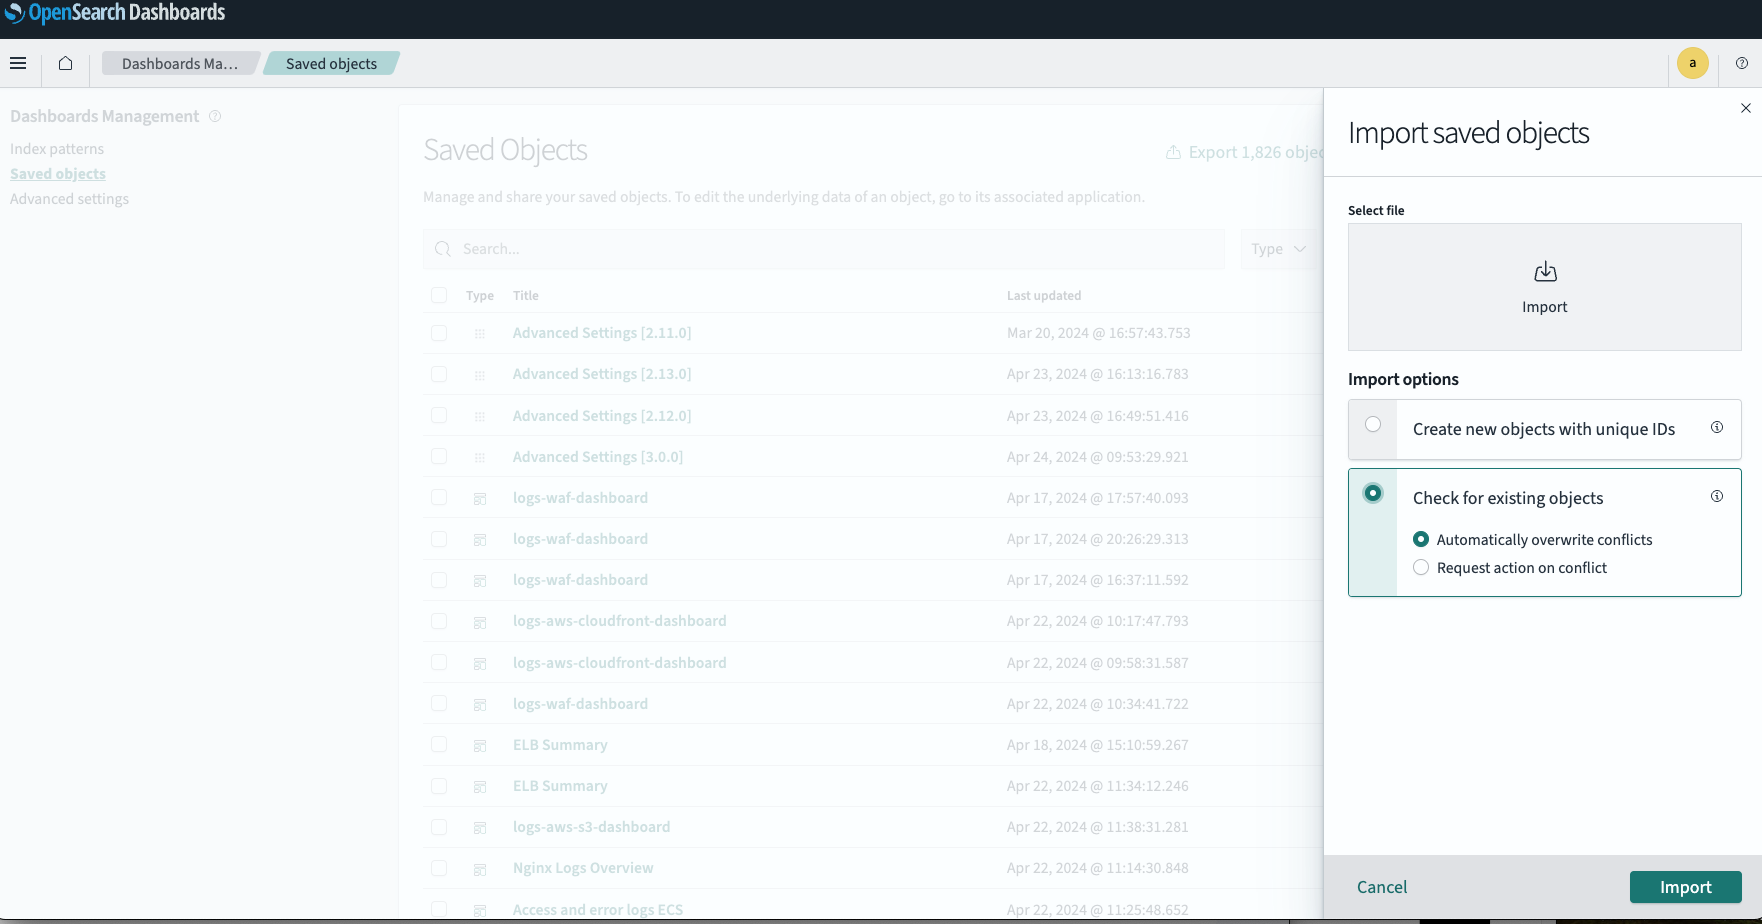 OpenSearch Dashboards
Dashboards Ma...
Saved objects
a
Dashboards Management
Index patterns
Saved objects
Advanced settings
Saved Objects
Export 1,826 objec
Manage and share your saved objects. To edit the underlying data of an object, go to its associated application.
Search...
Type
Type Title Last updated
Advanced Settings [2.11.0] Mar 20, 2024 @ 16:57:43.753
Advanced Settings [2.13.0] Apr 23, 2024 @ 16:13:16.783
Advanced Settings [2.12.0] Apr 23, 2024 @ 16:49:51.416
Advanced Settings [3.0.0] Apr 24, 2024 @ 09:53:29.921
logs-waf-dashboard Apr 17, 2024 @ 17:57:40.093
logs-waf-dashboard Apr 17, 2024 @ 20:26:29.313
logs-waf-dashboard Apr 17, 2024 @ 16:37:11.592
logs-aws-cloudfront-dashboard Apr 22, 2024 @ 10:17:47.793
logs-aws-cloudfront-dashboard Apr 22, 2024 @ 09:58:31.587
logs-waf-dashboard Apr 22, 2024 @ 10:34:41.722
ELB Summary Apr 18, 2024 @ 15:10:59.267
ELB Summary Apr 22, 2024 @ 11:34:12.246
logs-aws-s3-dashboard Apr 22, 2024 @ 11:38:31.281
Nginx Logs Overview Apr 22, 2024 @ 11:14:30.848
Access and error logs ECS Apr 22, 2024 @ 11:25:48.652
Import saved objects
Select file
Import
Import options
Create new objects with unique IDs
Check for existing objects
Automatically overwrite conflicts
Request action on conflict
Cancel
Import